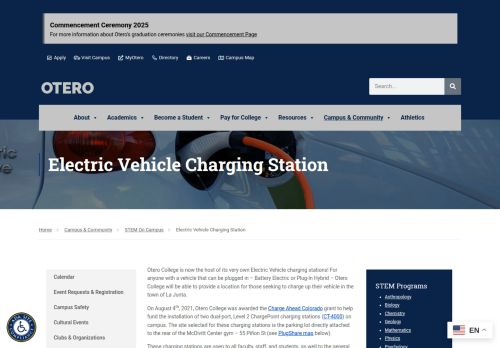 Commencement Ceremony 2025
For more information about Otero's graduation ceremonies visit our Commencement Page
Apply
Visit Campus
MyOtero
Directory
Careers
Campus Map
OTERO
Search...
About
Academics
Become a Student
Pay for College
Resources
Campus & Community
Athletics
Electric Vehicle Charging Station
Home
Campus & Community
STEM On Campus
Electric Vehicle Charging Station
Calendar
Event Requests & Registration
Campus Safety
Cultural Events
Clubs & Organizations
Otero College is now the host of its very own Electric Vehicle charging stations! For
anyone with a vehicle that can be plugged in – Battery Electric or Plug-In Hybrid – Otero
College will be able to provide a location for those seeking to charge up their vehicle in the
town of La Junta.
On August 4th, 2021, Otero College was awarded the Charge Ahead Colorado grant to help
fund the installation of two dual-port, Level 2 ChargePoint charging stations (CT4000) on
campus. The site selected for these charging stations is the parking lot directly attached
to the rear of the McDivitt Center gym – 55 Piñon St (see PlugShare map below).
These charging stations are open to all faculty, staff, and students, as well to the several
STEM Programs
Anthropology
Biology
Chemistry
Geology
Mathematics
Physics
Psychology
EN